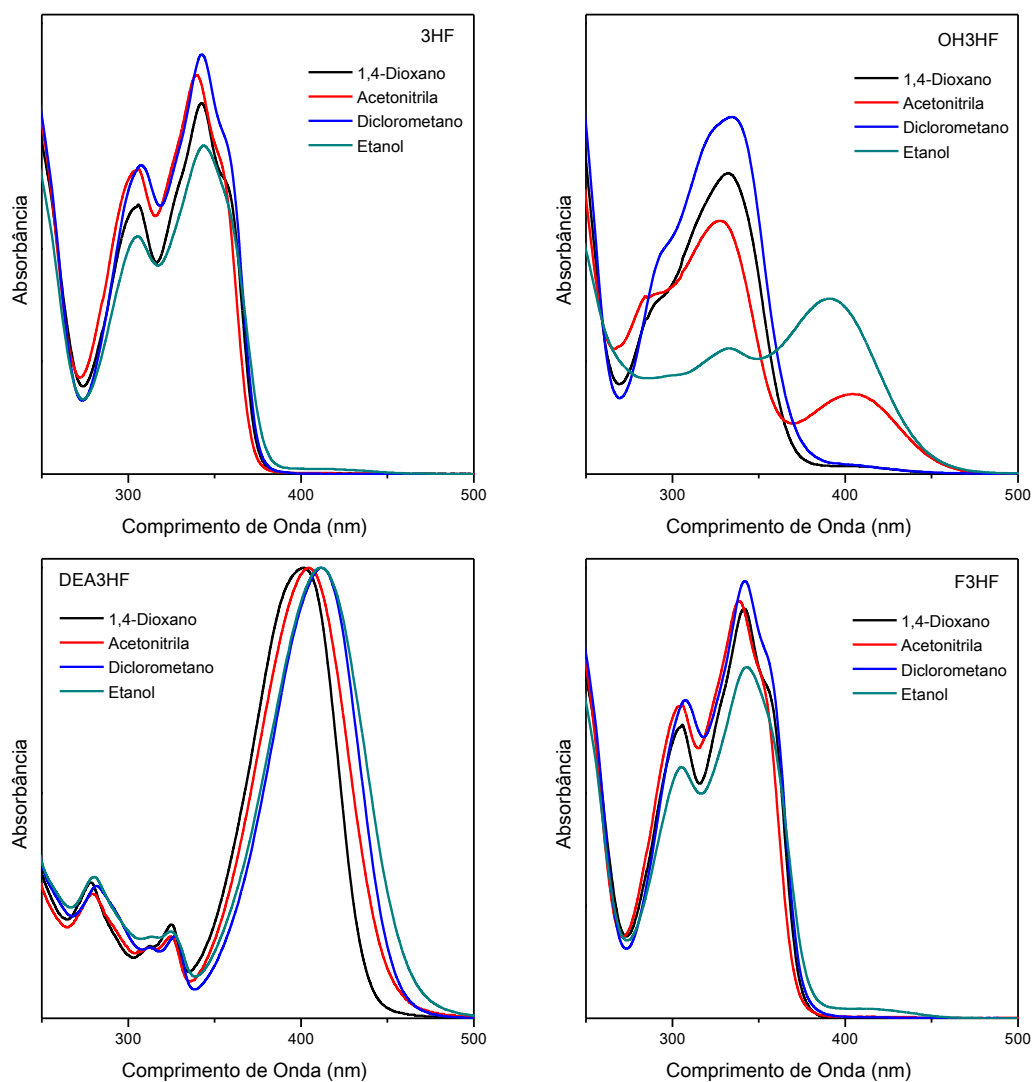 3HF
1,4-Dioxano
Acetonitrila
Diclorometano
Etanol
Absorbância
300
400
500
Comprimento de Onda (nm)
OH3HF
1,4-Dioxano
Acetonitrila
Diclorometano
Etanol
Absorbância
300
400
500
Comprimento de Onda (nm)
DEA3HF
1,4-Dioxano
Acetonitrila
Diclorometano
Etanol
Absorbância
300
400
500
Comprimento de Onda (nm)
F3HF
1,4-Dioxano
Acetonitrila
Diclorometano
Etanol
Absorbância
300
400
500
Comprimento de Onda (nm)